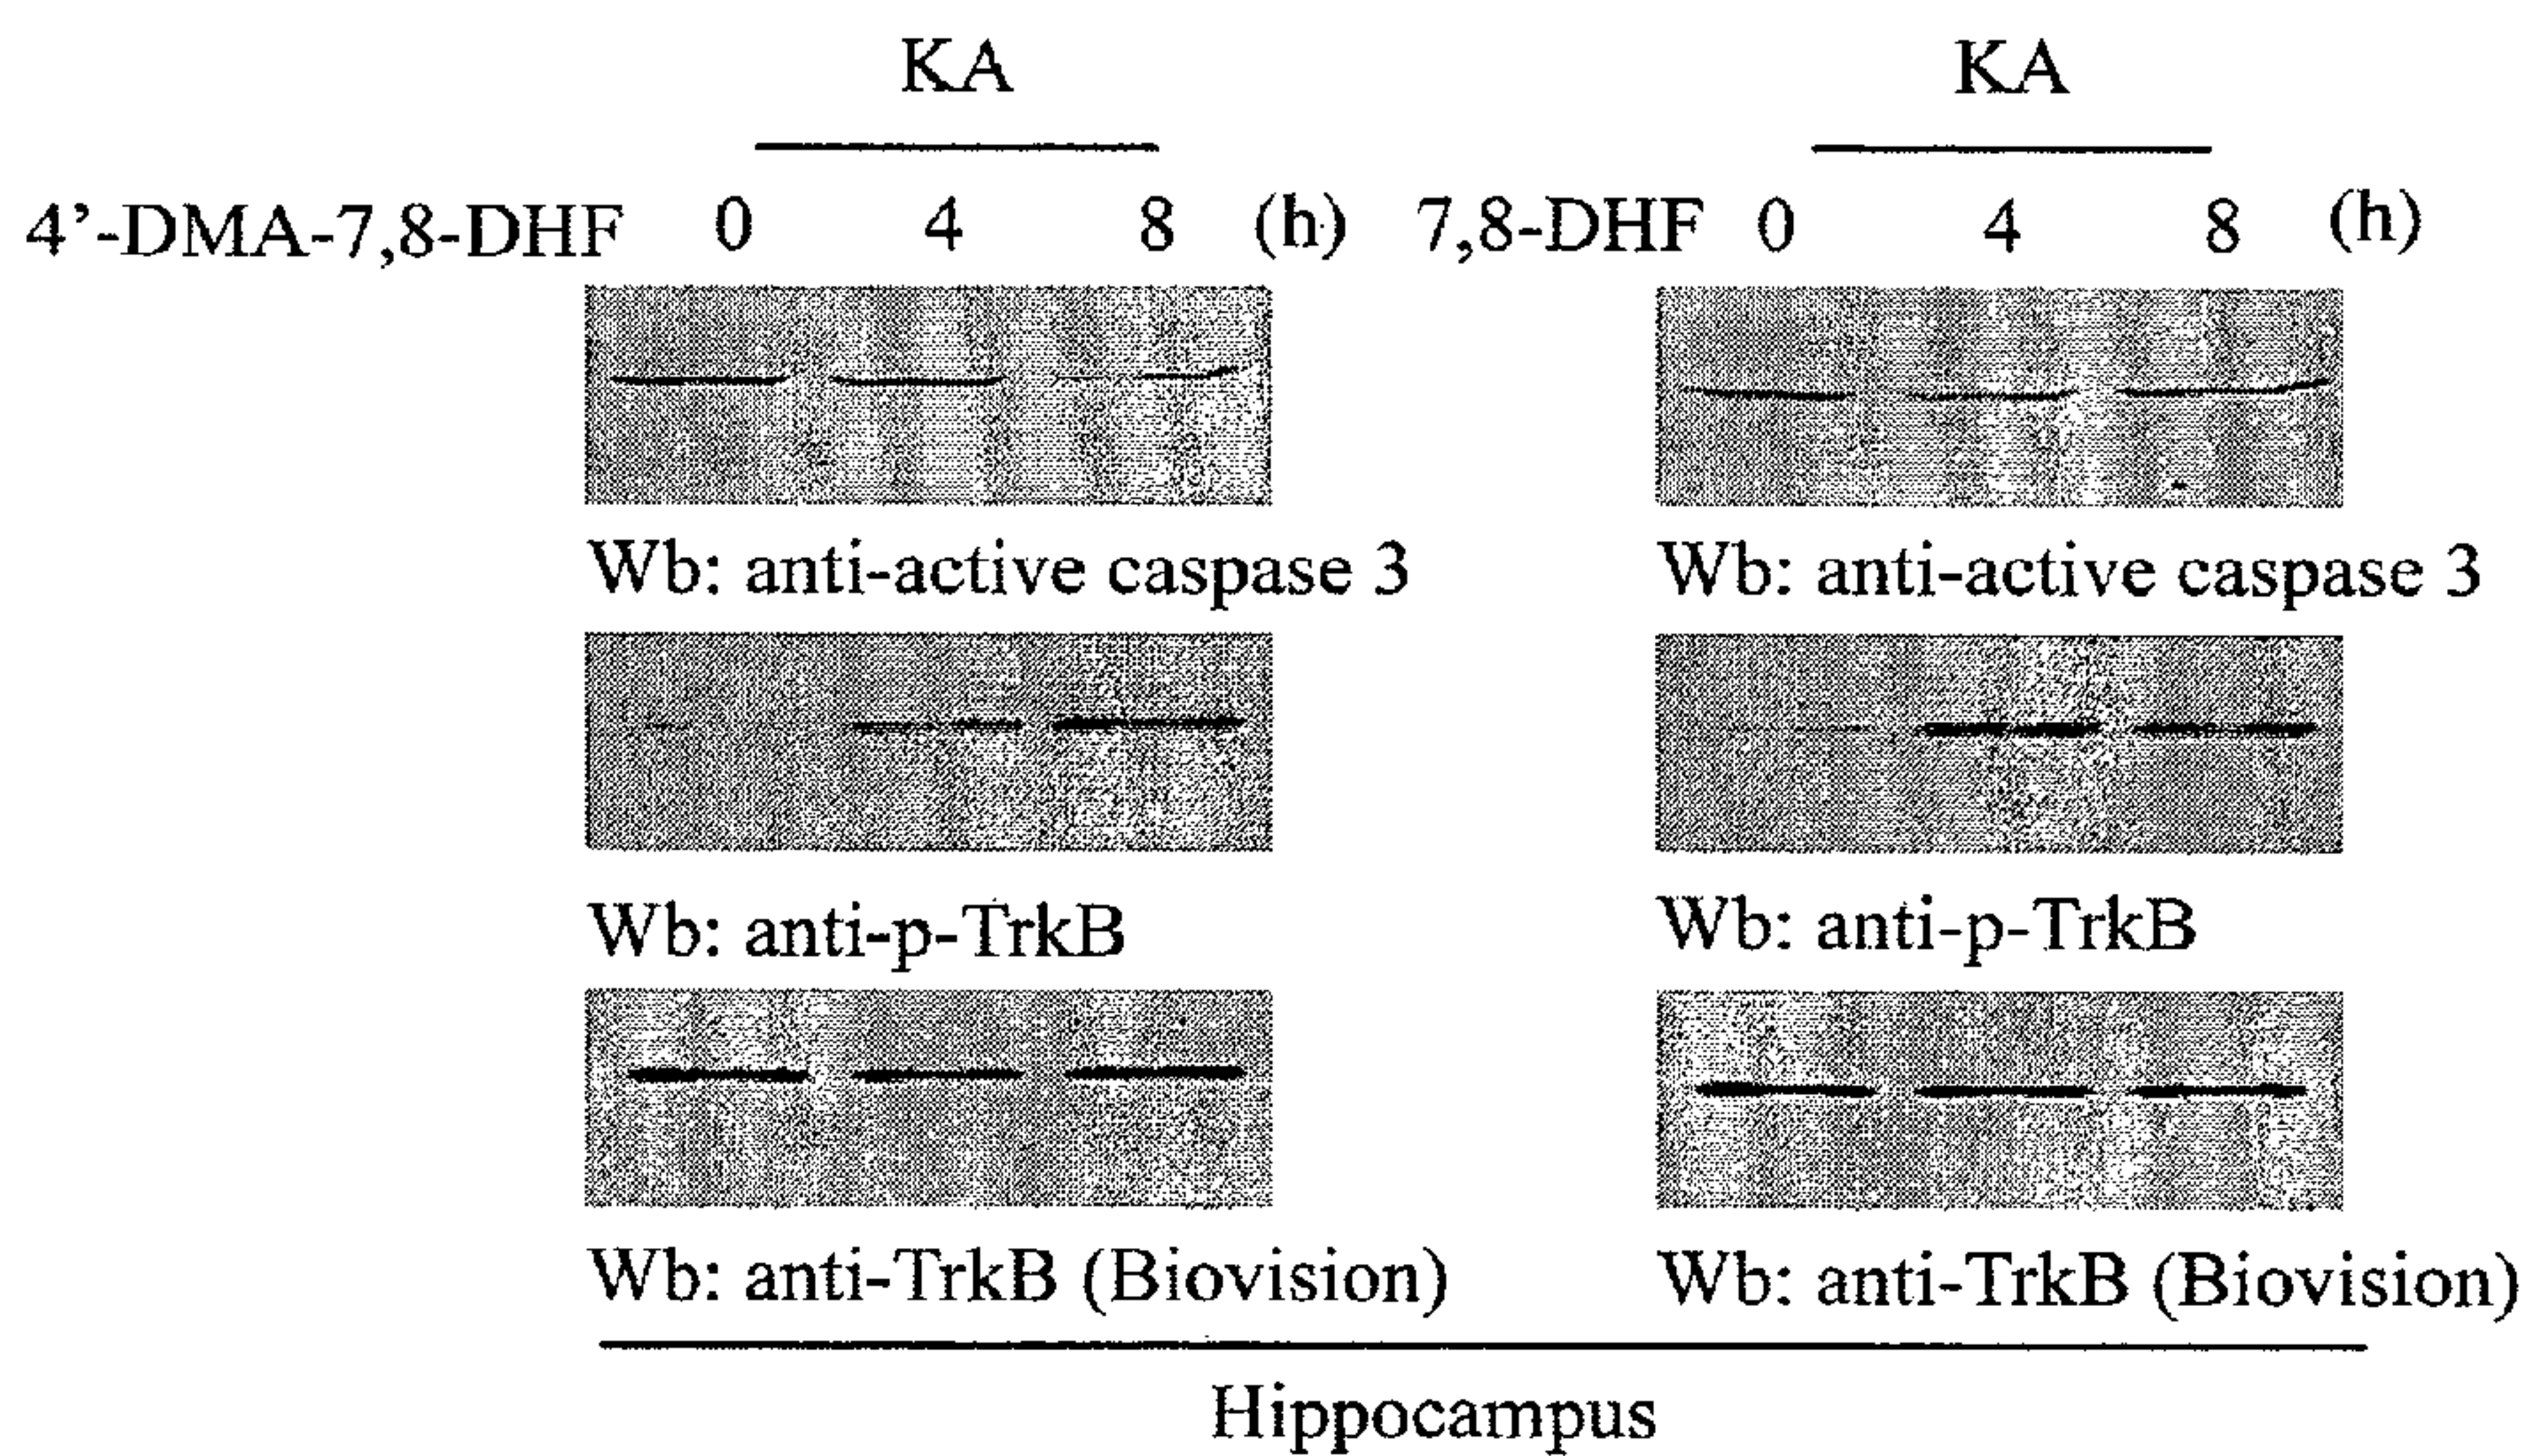 KA KA
4’-DMA-7,8-DHF 0 4 8 (h) 7,8-DHF 0 4 8 (h)
Wb: anti-active caspase 3 Wb: anti-active caspase 3
Wb: anti-p-TrkB Wb: anti-p-TrkB
Wb: anti-TrkB (Biovision) Wb: anti-TrkB (Biovision)
Hippocampus